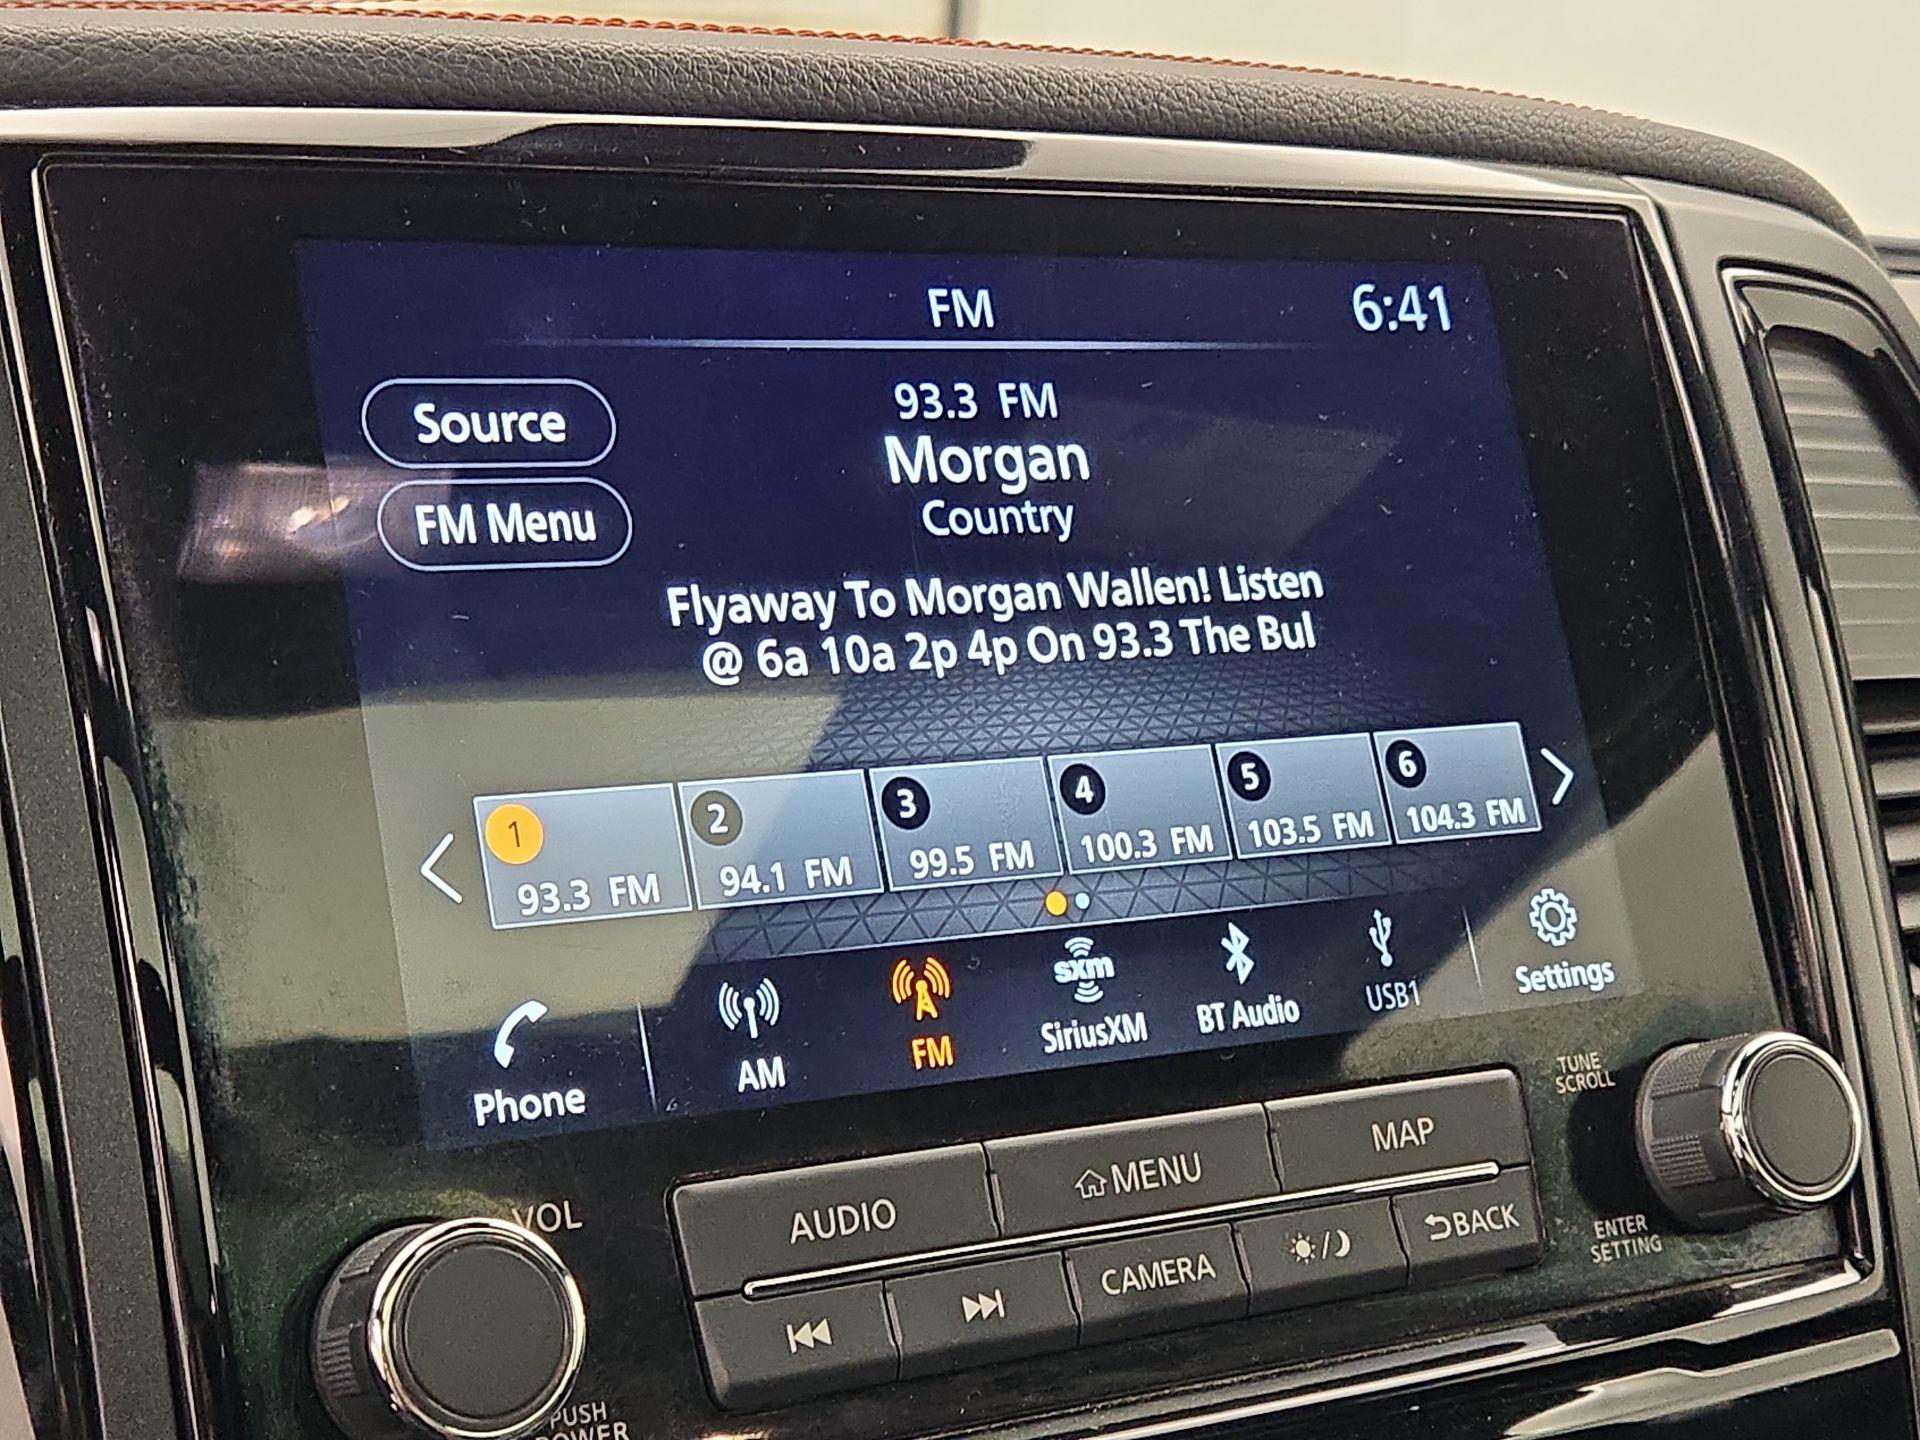 FM
6:41
Source
93.3 FM
Morgan
FM Menu
Country
Flyaway To Morgan Wallen! Listen
@ 6a 10a 2p 4p On 93.3 The Bul
1
93.3 FM
2
94.1 FM
3
99.5 FM
4
100.3 FM
5
103.5 FM
6
104.3 FM
Phone
AM
FM
sxm
SiriusXM
BT Audio
USB1
Settings
VOL
PUSH
POWER
AUDIO
MENU
MAP
CAMERA
BACK
TUNE
SCROLL
ENTER
SETTING